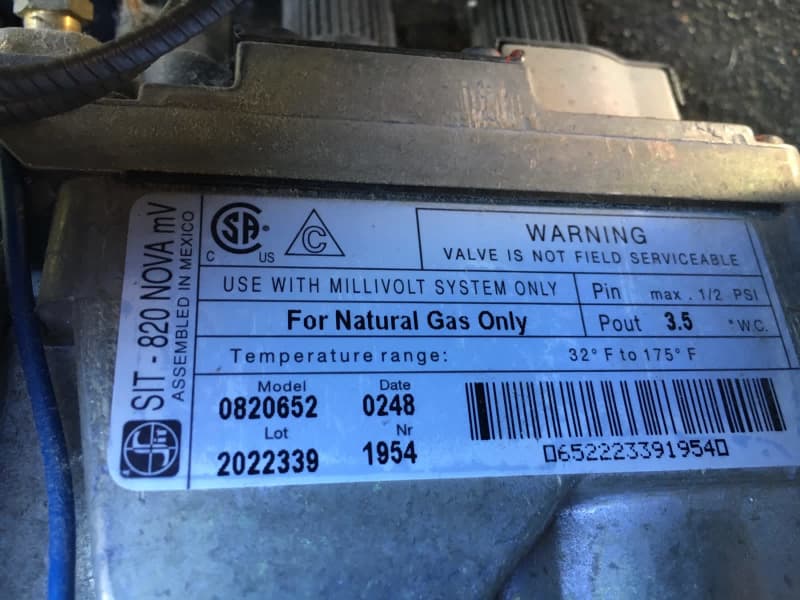 SIT - 820 NOVA mV
ASSEMBLED IN MEXICO
SIT
C SA US
C
WARNING
VALVE IS NOT FIELD SERVICEABLE
USE WITH MILLIVOLT SYSTEM ONLY
Pin max. 1/2 PSI
For Natural Gas Only
Pout 3.5 "W.C.
Temperature range: 32° F to 175° F
Model Date
0820652 0248
Lot Nr
2022339 1954
0652223391954